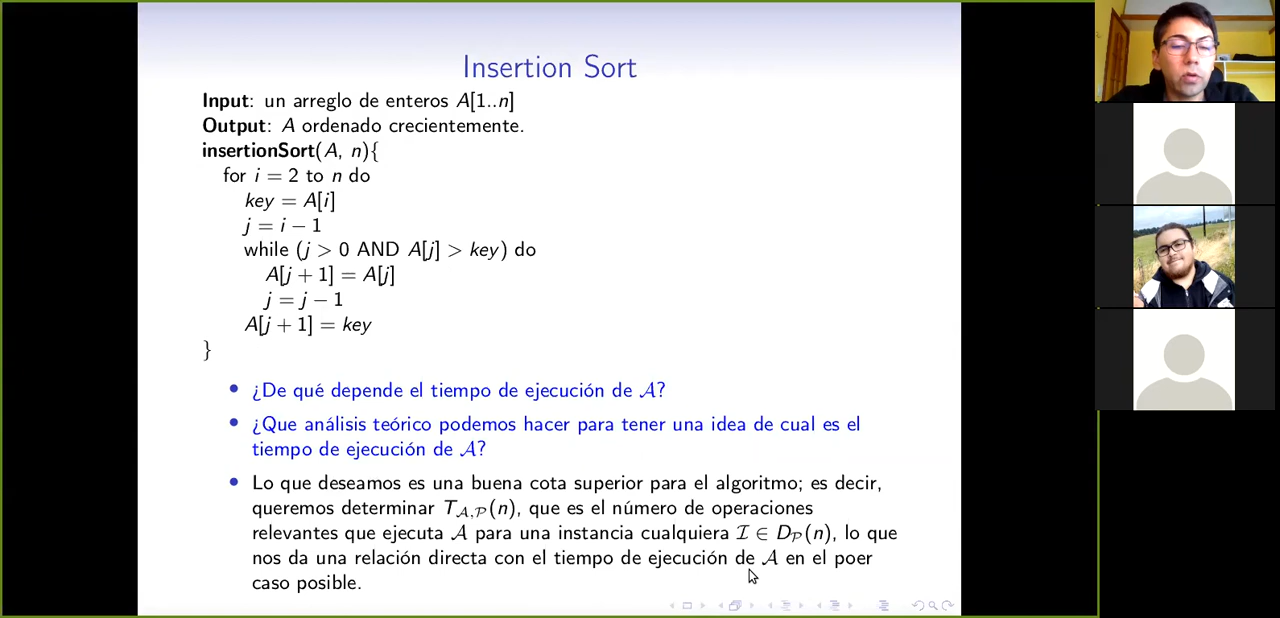 Insertion Sort
Input: un arreglo de enteros A[1..n]
Output: A ordenado crecientemente.
insertionSort(A, n){
for i = 2 to n do
key = A[i]
j = i − 1
while (j > 0 AND A[j] > key) do
A[j + 1] = A[j]
j = j − 1
A[j + 1] = key
}
• ¿De qué depende el tiempo de ejecución de 𝒜?
• ¿Que análisis teórico podemos hacer para tener una idea de cual es el
tiempo de ejecución de 𝒜?
• Lo que deseamos es una buena cota superior para el algoritmo; es decir,
queremos determinar T𝒜,𝒫(n), que es el número de operaciones
relevantes que ejecuta 𝒜 para una instancia cualquiera ℐ ∈ D𝒫(n), lo que
nos da una relación directa con el tiempo de ejecución de 𝒜 en el poer
caso posible.